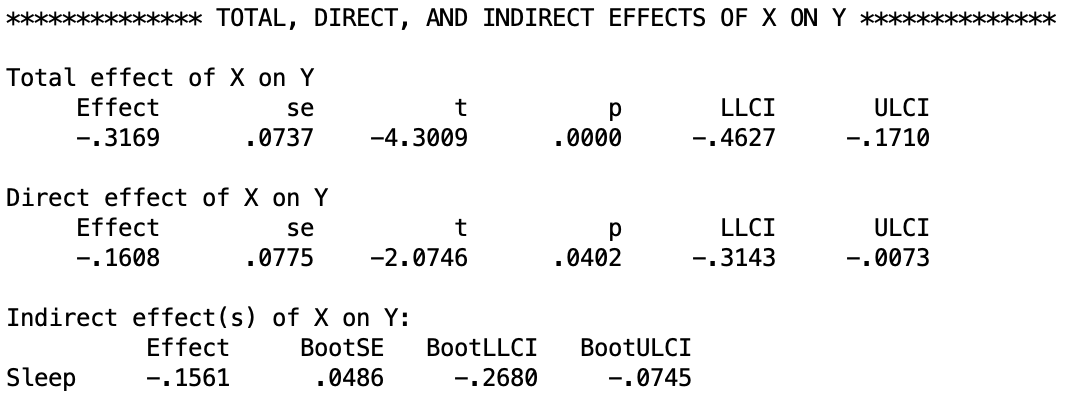 ************** TOTAL, DIRECT, AND INDIRECT EFFECTS OF X ON Y **************
Total effect of X on Y
Effect se t p LLCI ULCI
-.3169 .0737 -4.3009 .0000 -.4627 -.1710
Direct effect of X on Y
Effect se t p LLCI ULCI
-.1608 .0775 -2.0746 .0402 -.3143 -.0073
Indirect effect(s) of X on Y:
Effect BootSE BootLLCI BootULCI
Sleep -.1561 .0486 -.2680 -.0745